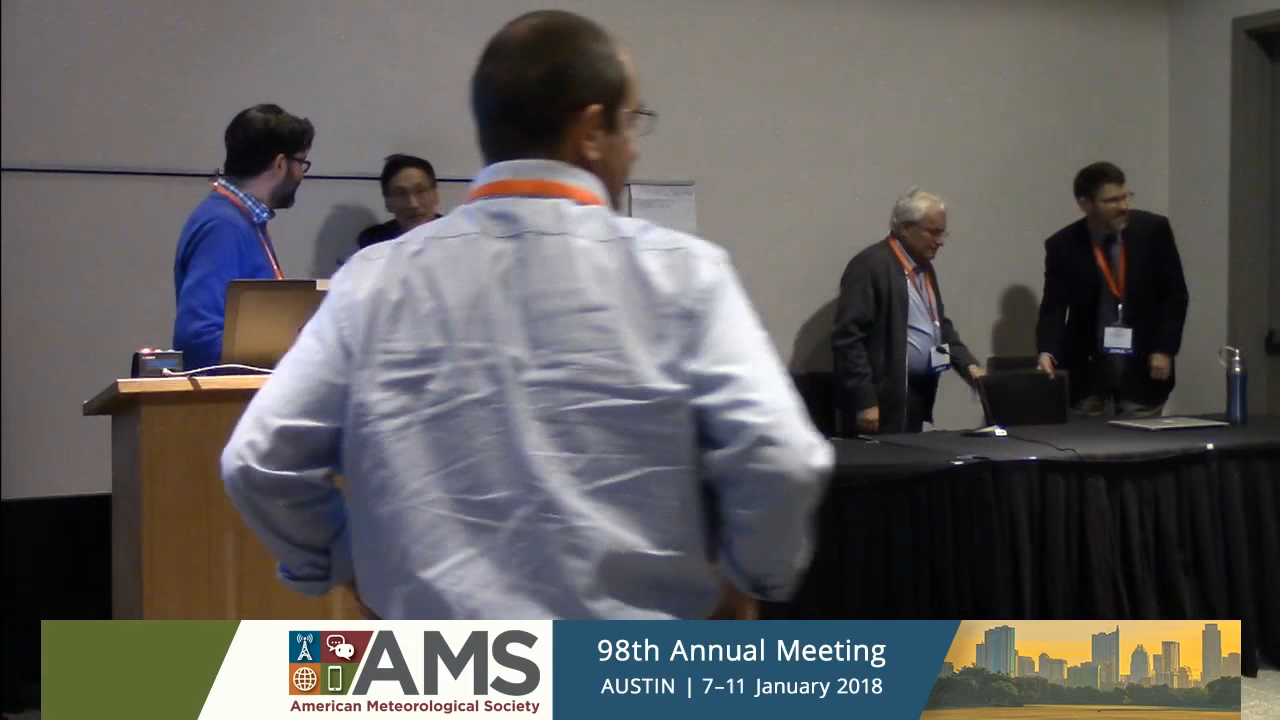 AMS
American Meteorological Society
98th Annual Meeting
AUSTIN | 7–11 January 2018